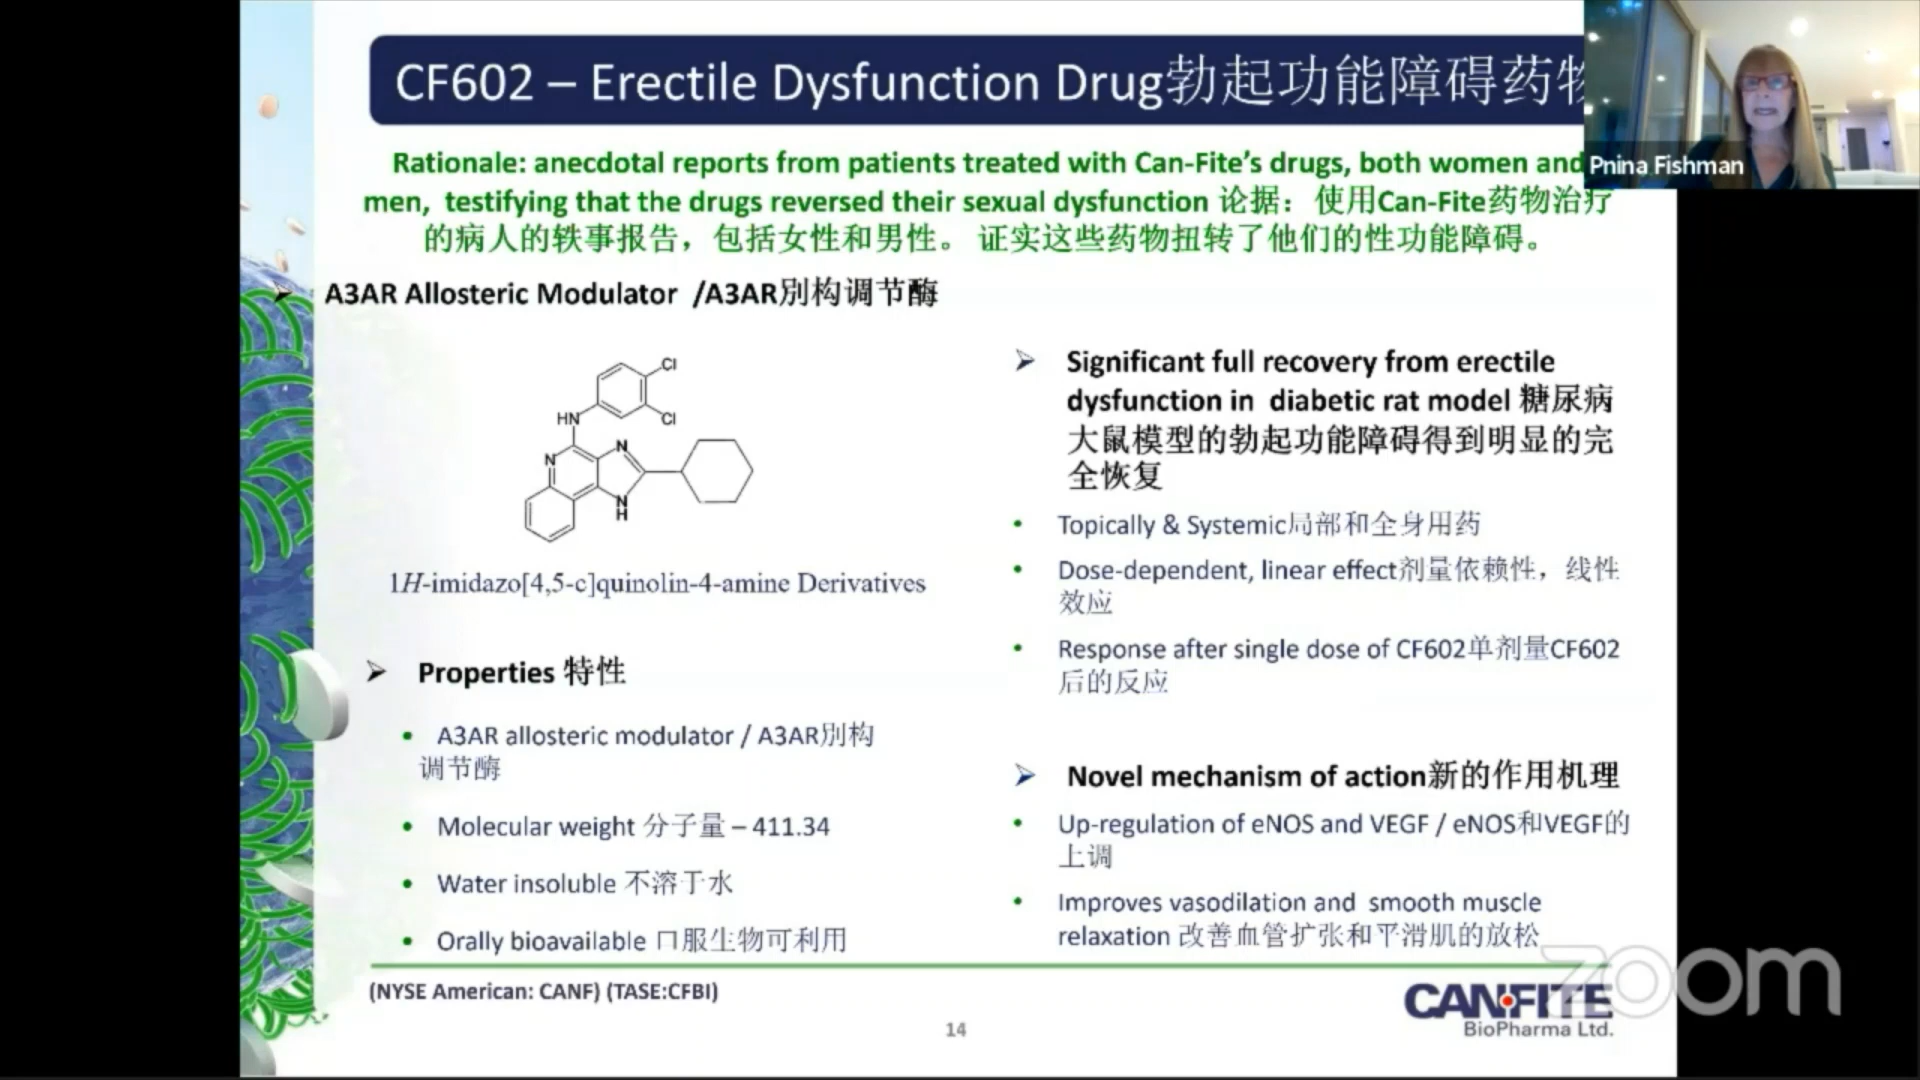 CF602 – Erectile Dysfunction Drug勃起功能障碍药物
Pnina Fishman
Rationale: anecdotal reports from patients treated with Can-Fite's drugs, both women and
men, testifying that the drugs reversed their sexual dysfunction 论据：使用Can-Fite药物治疗
的病人的轶事报告，包括女性和男性。 证实这些药物扭转了他们的性功能障碍。
A3AR Allosteric Modulator /A3AR别构调节酶
Cl
Cl
HN
N
N
N
H
1H-imidazo[4,5-c]quinolin-4-amine Derivatives
Properties 特性
A3AR allosteric modulator / A3AR别构
调节酶
Molecular weight 分子量 – 411.34
Water insoluble 不溶于水
Orally bioavailable 口服生物可利用
Significant full recovery from erectile
dysfunction in diabetic rat model 糖尿病
大鼠模型的勃起功能障碍得到明显的完
全恢复
Topically & Systemic局部和全身用药
Dose-dependent, linear effect剂量依赖性，线性
效应
Response after single dose of CF602单剂量CF602
后的反应
Novel mechanism of action新的作用机理
Up-regulation of eNOS and VEGF / eNOS和VEGF的
上调
Improves vasodilation and smooth muscle
relaxation 改善血管扩张和平滑肌的放松
(NYSE American: CANF) (TASE:CFBI)
14
CANFITE
BioPharma Ltd.
zoom